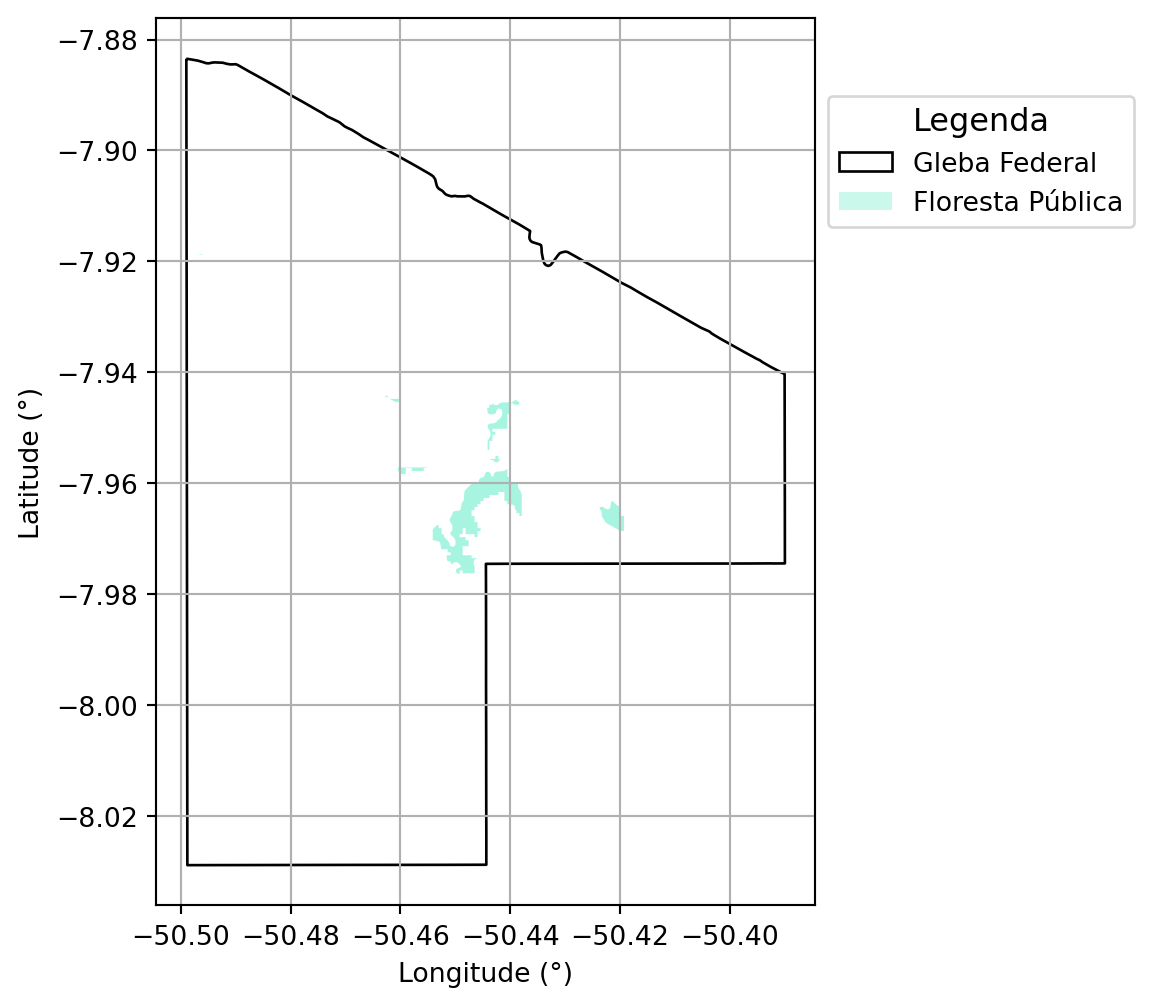 −7.88
−7.90
−7.92
−7.94
−7.96
−7.98
−8.00
−8.02
Latitude (°)
−50.50 −50.48 −50.46 −50.44 −50.42 −50.40
Longitude (°)
Legenda
Gleba Federal
Floresta Pública